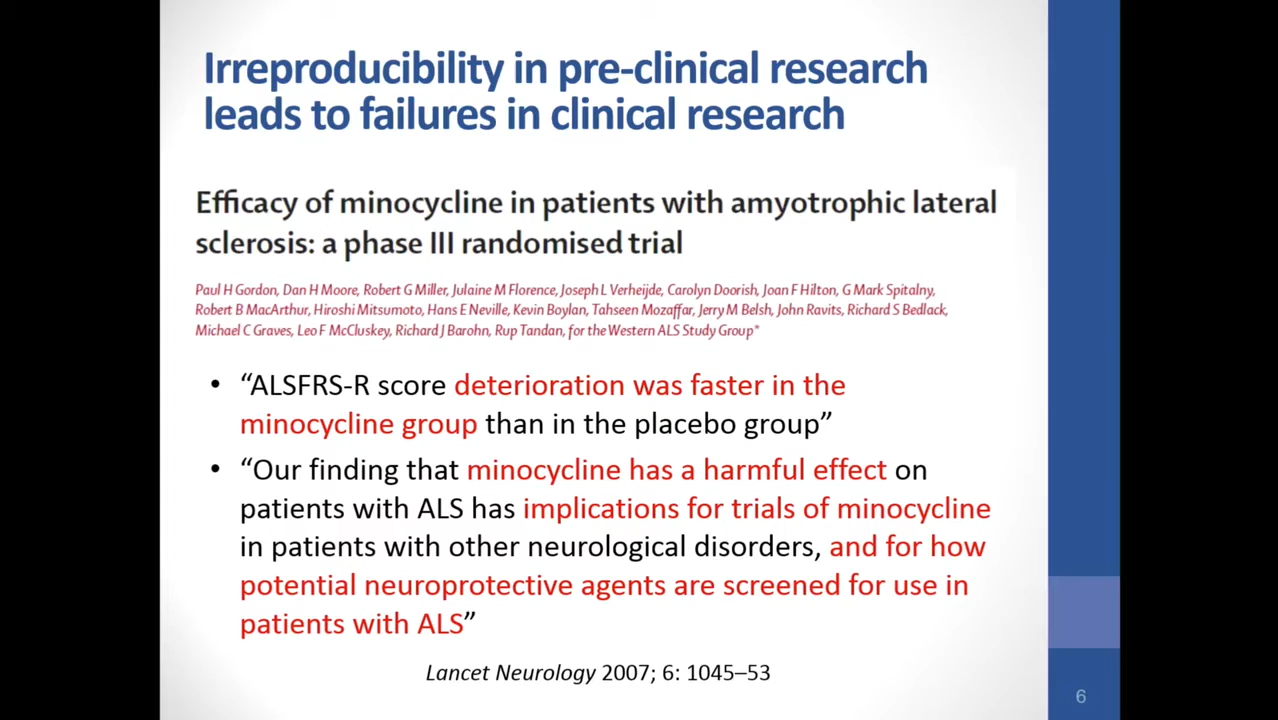 Irreproducibility in pre-clinical research
leads to failures in clinical research
Efficacy of minocycline in patients with amyotrophic lateral
sclerosis: a phase III randomised trial
Paul H Gordon, Dan H Moore, Robert G Miller, Julaine M Florence, Joseph L Verheijde, Carolyn Doorish, Joan F Hilton, G Mark Spitalny,
Robert B MacArthur, Hiroshi Mitsumoto, Hans E Neville, Kevin Boylan, Tahseen Mozaffar, Jerry M Belsh, John Ravits, Richard S Bedlack,
Michael C Graves, Leo F McCluskey, Richard J Barohn, Rup Tandan, for the Western ALS Study Group*
• “ALSFRS-R score deterioration was faster in the
minocycline group than in the placebo group”
• “Our finding that minocycline has a harmful effect on
patients with ALS has implications for trials of minocycline
in patients with other neurological disorders, and for how
potential neuroprotective agents are screened for use in
patients with ALS”
Lancet Neurology 2007; 6: 1045–53
6